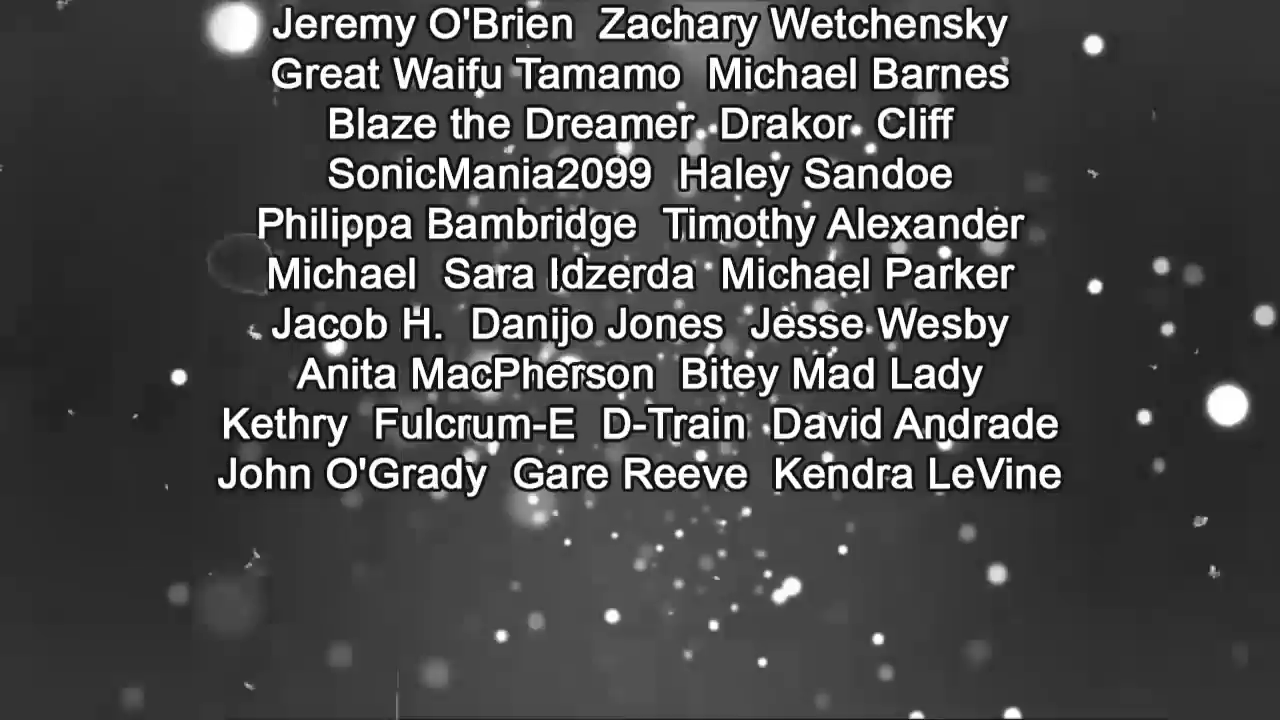 Jeremy O'Brien  Zachary Wetchensky
Great Waifu Tamamo  Michael Barnes
Blaze the Dreamer  Drakor  Cliff
SonicMania2099  Haley Sandoe
Philippa Bambridge  Timothy Alexander
Michael  Sara Idzerda  Michael Parker
Jacob H.  Danijo Jones  Jesse Wesby
Anita MacPherson  Bitey Mad Lady
Kethry  Fulcrum-E  D-Train  David Andrade
John O'Grady  Gare Reeve  Kendra LeVine